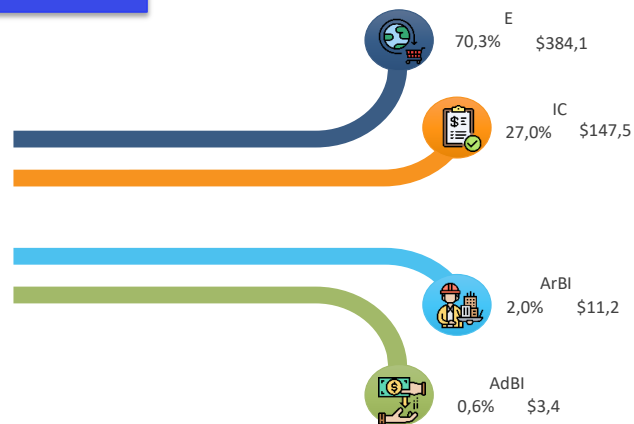 E
70,3% $384,1
IC
27,0% $147,5
ArBI
2,0% $11,2
AdBI
0,6% $3,4